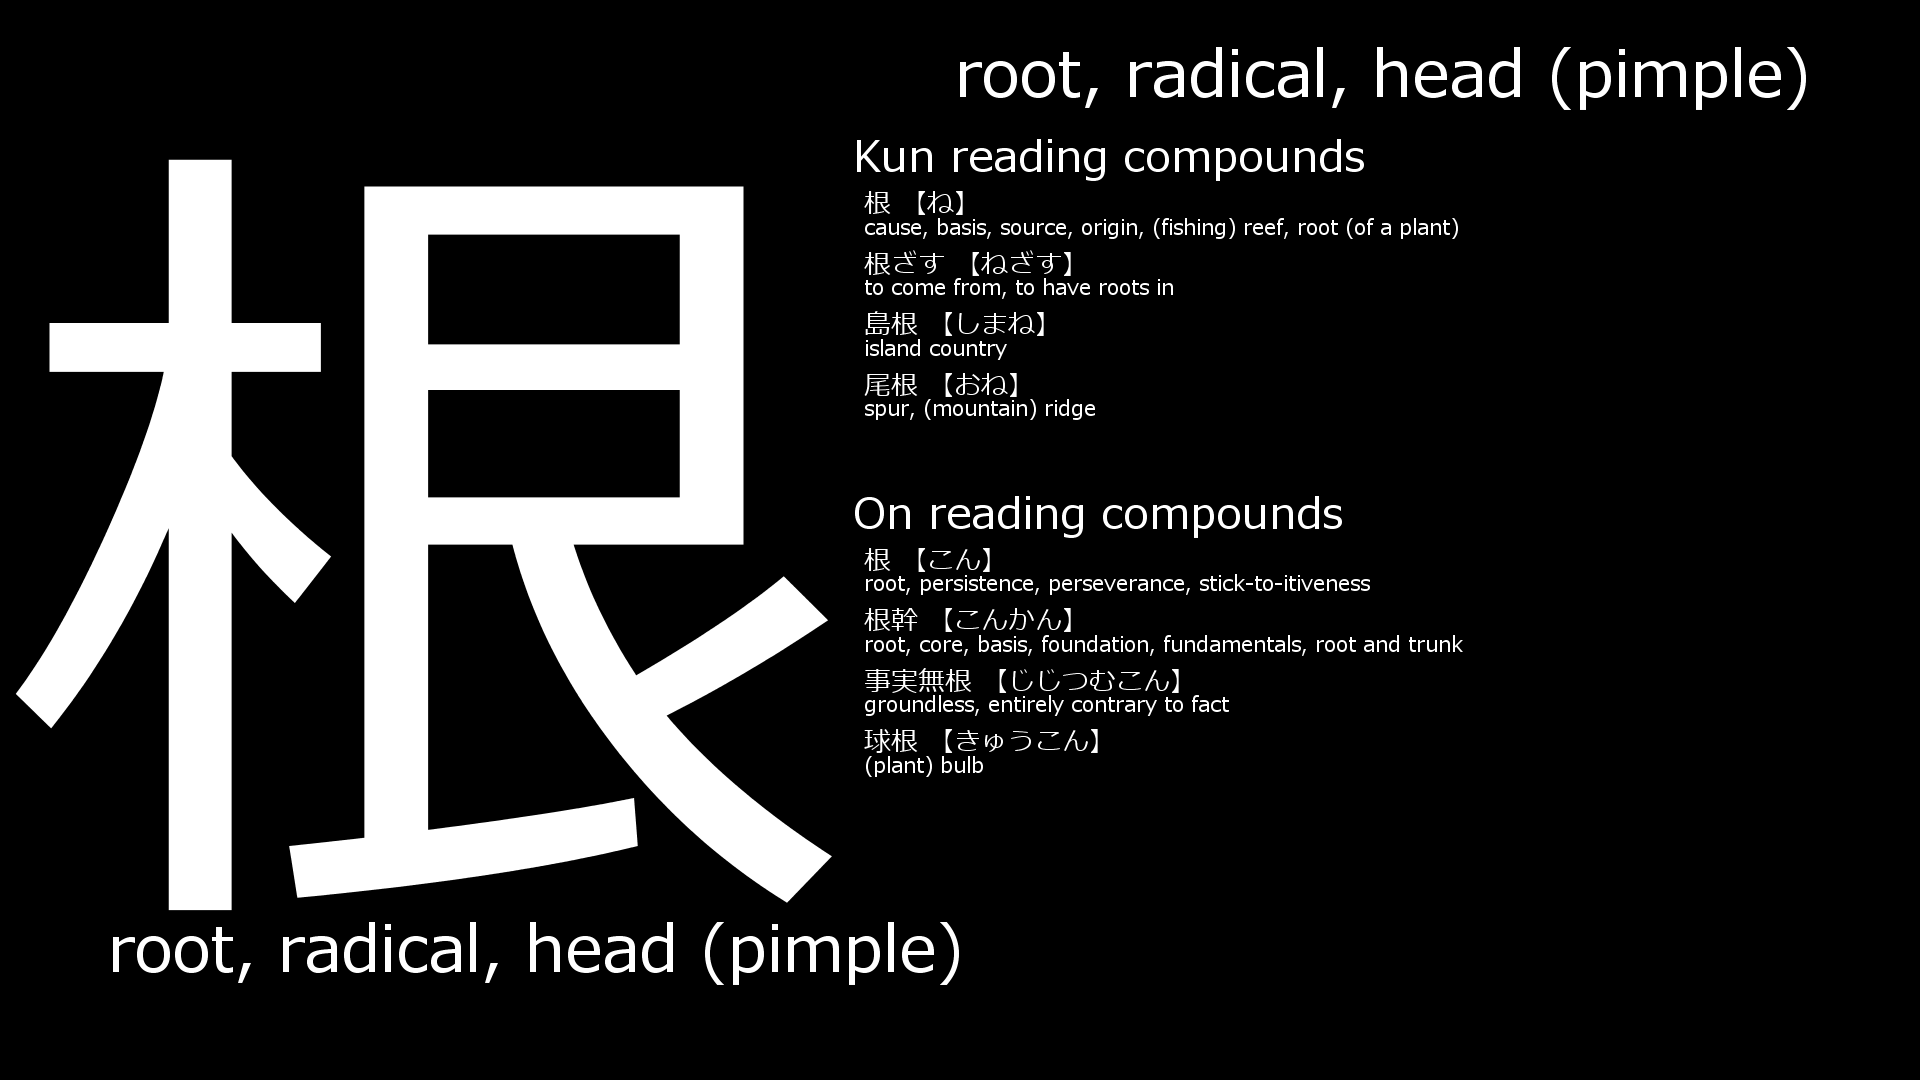 根
root, radical, head (pimple)
root, radical, head (pimple)
Kun reading compounds
根 【ね】
cause, basis, source, origin, (fishing) reef, root (of a plant)
根ざす 【ねざす】
to come from, to have roots in
島根 【しまね】
island country
尾根 【おね】
spur, (mountain) ridge
On reading compounds
根 【こん】
root, persistence, perseverance, stick-to-itiveness
根幹 【こんかん】
root, core, basis, foundation, fundamentals, root and trunk
事実無根 【じじつむこん】
groundless, entirely contrary to fact
球根 【きゅうこん】
(plant) bulb